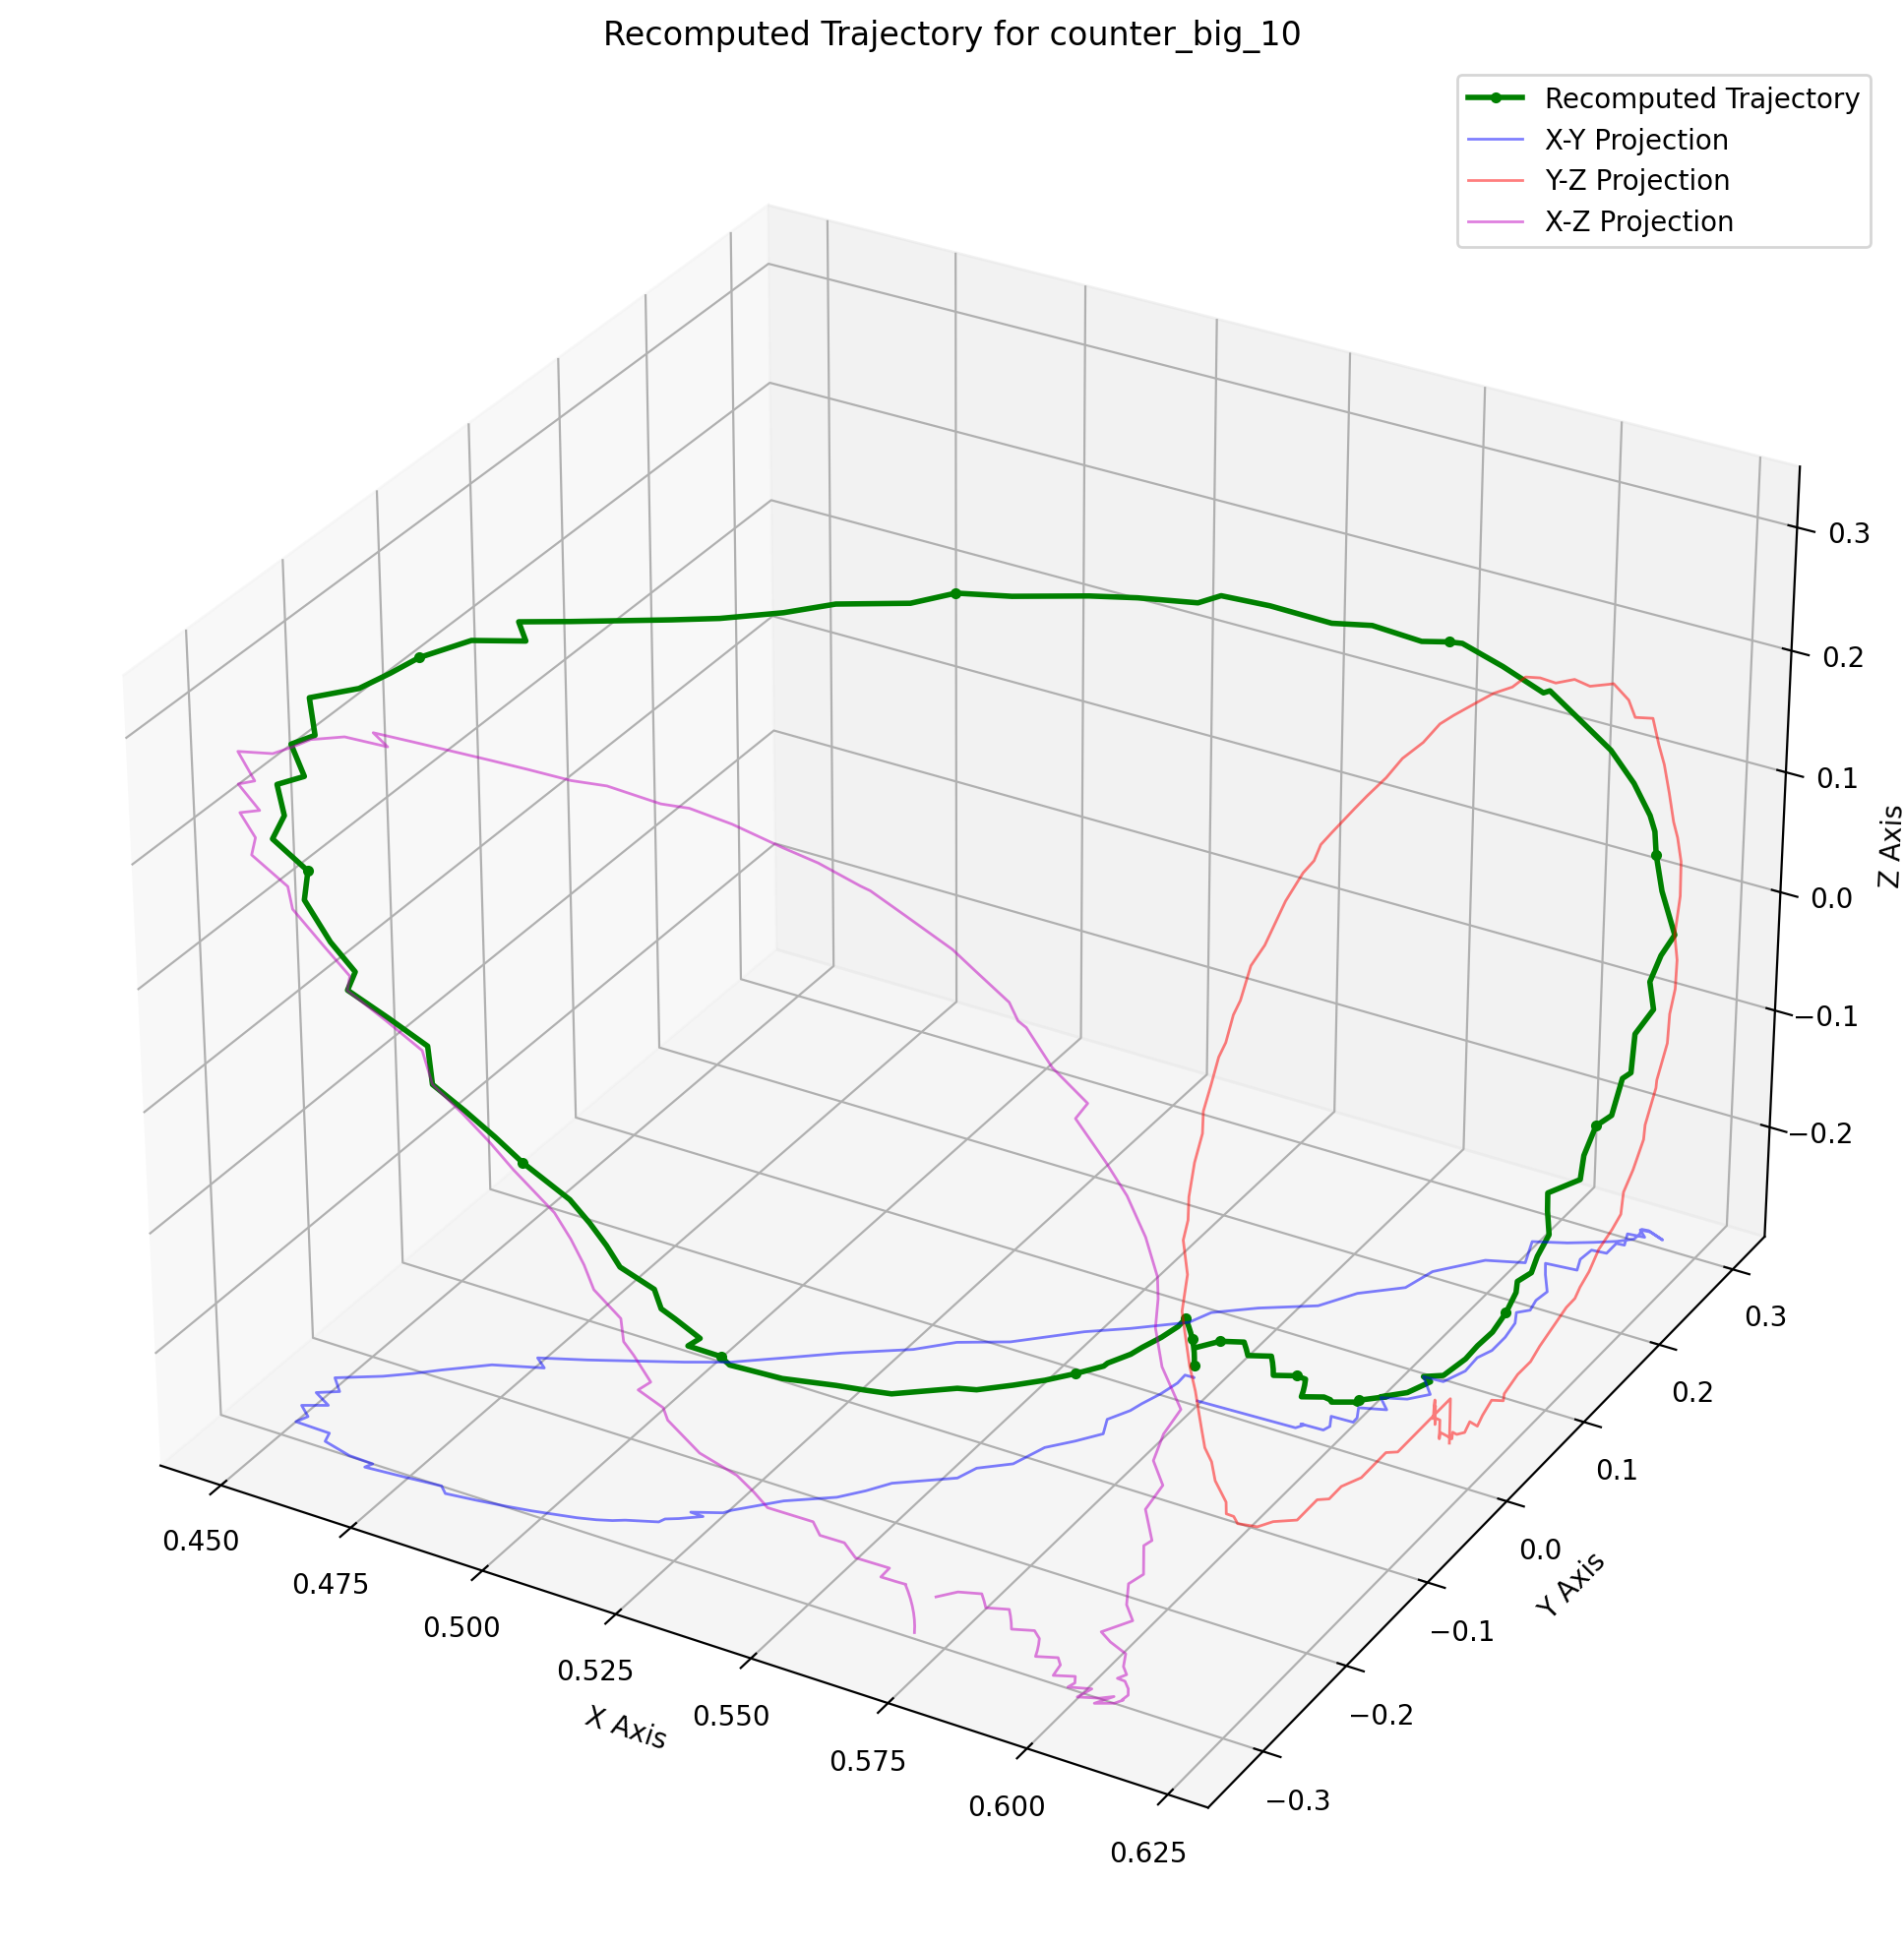 Recomputed Trajectory for counter_big_10
Recomputed Trajectory
X-Y Projection
Y-Z Projection
X-Z Projection
0.3
0.2
0.1
0.0
−0.1
−0.2
Z Axis
0.3
0.2
0.1
0.0
−0.1
−0.2
−0.3
Y Axis
0.450
0.475
0.500
0.525
0.550
0.575
0.600
0.625
X Axis